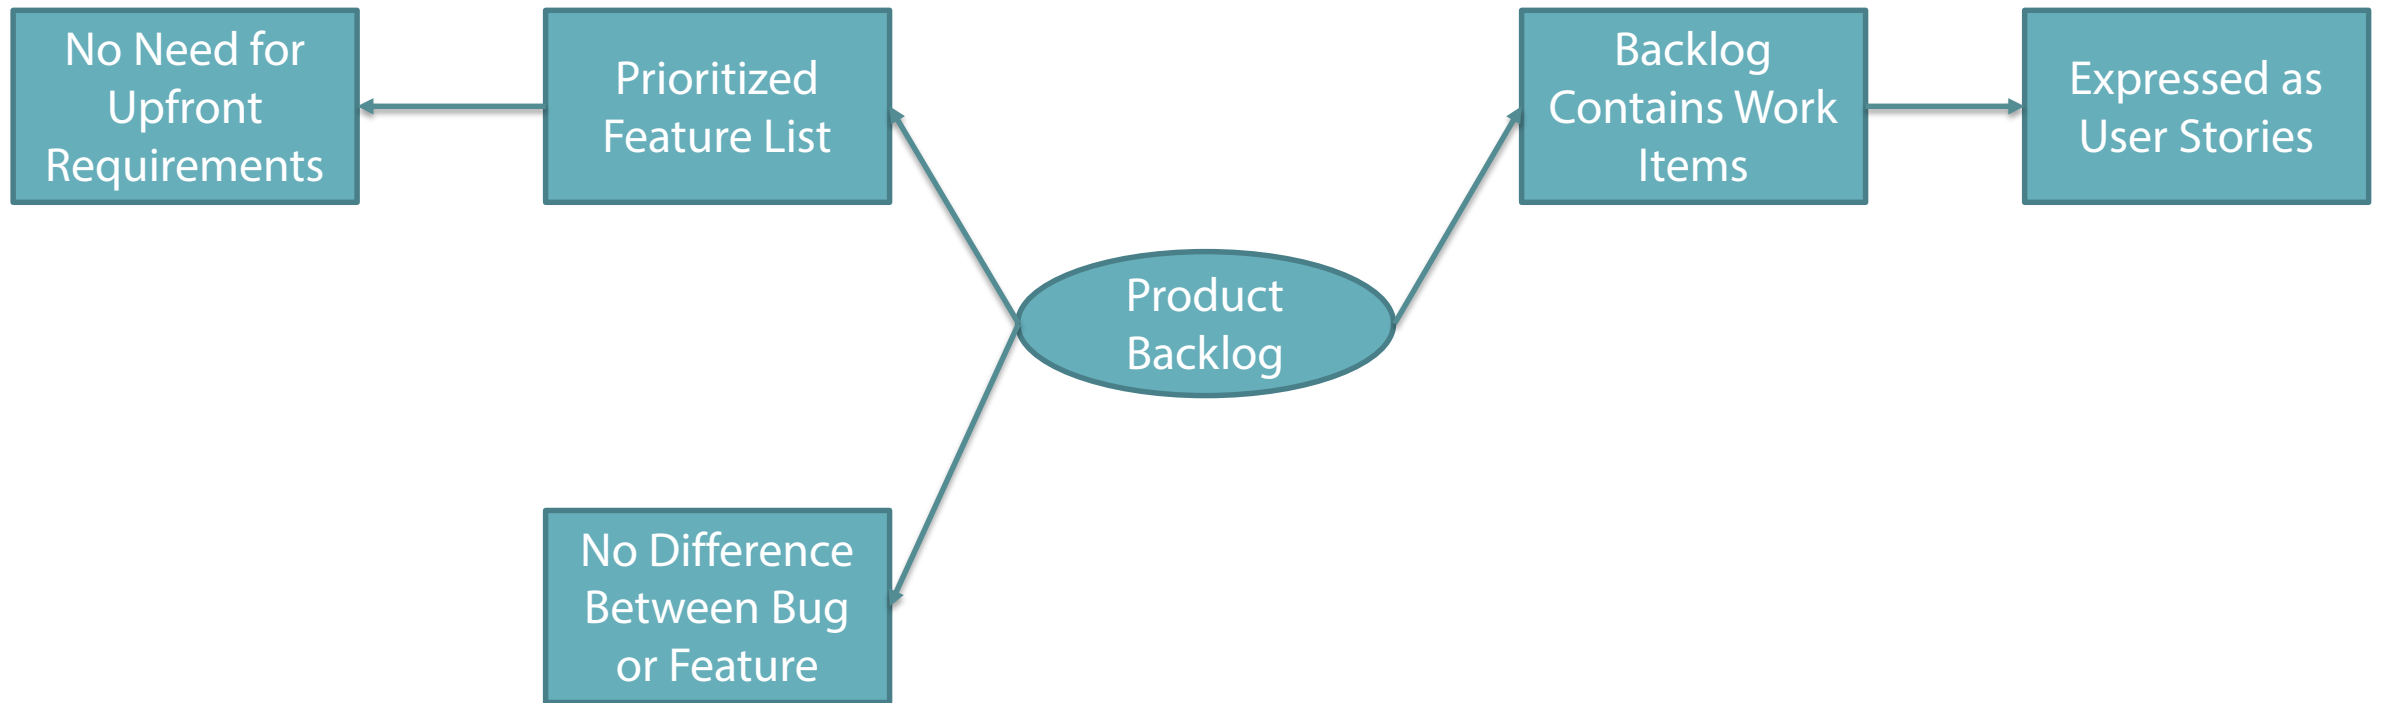 No Need for
Upfront
Requirements
Prioritized
Feature List
Backlog
Contains Work
Items
Expressed as
User Stories
Product
Backlog
No Difference
Between Bug
or Feature